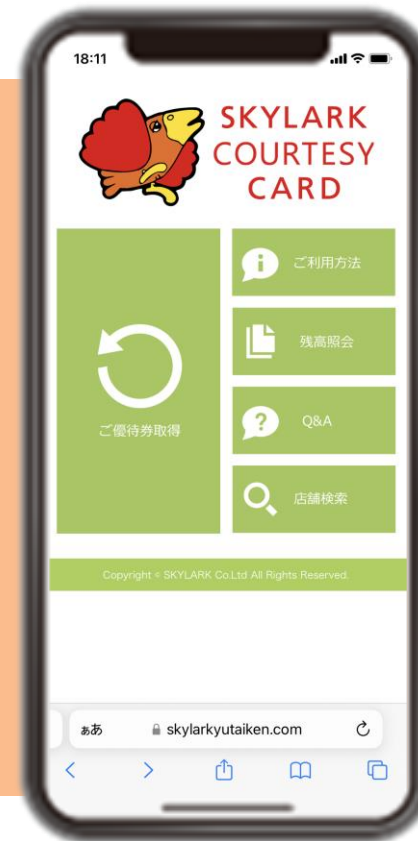 18:11
SKYLARK
COURTESY
CARD
ご利用方法
残高照会
ご優待券取得
Q&A
店舗検索
Copyright © SKYLARK Co.Ltd All Rights Reserved.
ぁあ
skylarkyutaiken.com